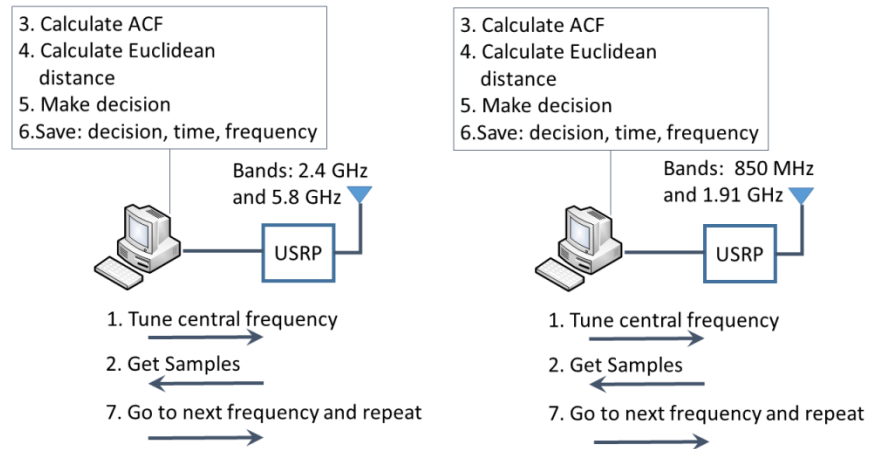 3. Calculate ACF
4. Calculate Euclidean
distance
5. Make decision
6.Save: decision, time, frequency
Bands: 2.4 GHz
and 5.8 GHz
USRP
1. Tune central frequency
2. Get Samples
7. Go to next frequency and repeat
3. Calculate ACF
4. Calculate Euclidean
distance
5. Make decision
6.Save: decision, time, frequency
Bands: 850 MHz
and 1.91 GHz
USRP
1. Tune central frequency
2. Get Samples
7. Go to next frequency and repeat